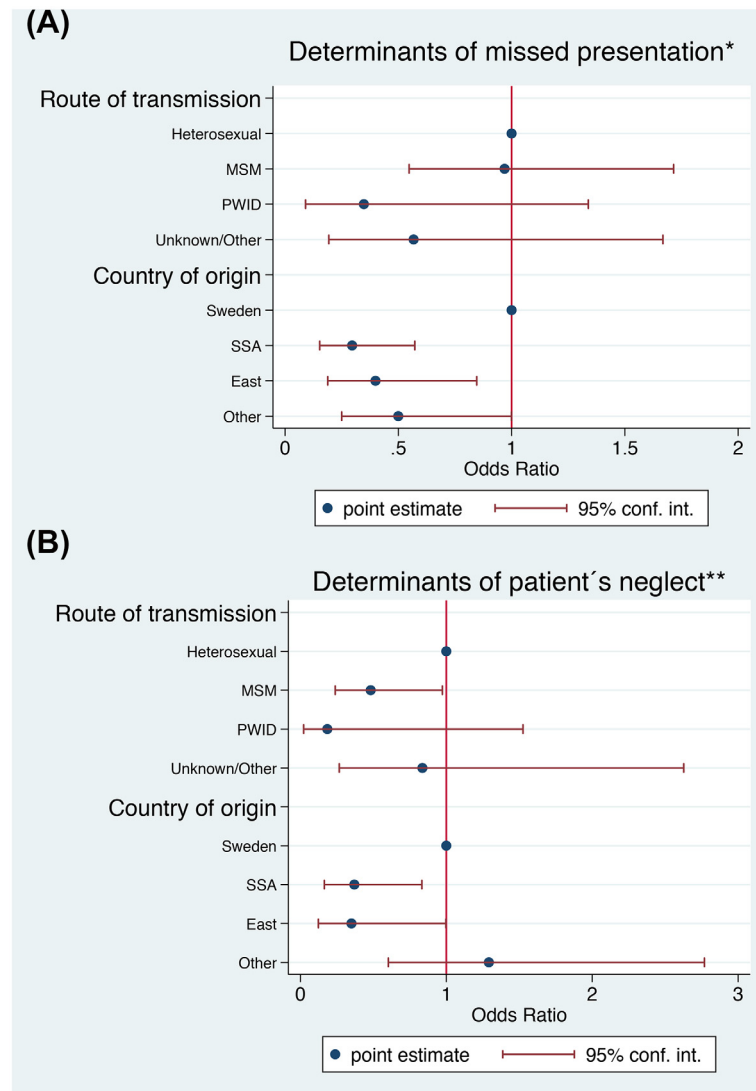 (A)
Determinants of missed presentation*
Route of transmission
Heterosexual
MSM
PWID
Unknown/Other
Country of origin
Sweden
SSA
East
Other
0 .5 1 1.5 2
Odds Ratio
point estimate 95% conf. int.
(B)
Determinants of patient´s neglect**
Route of transmission
Heterosexual
MSM
PWID
Unknown/Other
Country of origin
Sweden
SSA
East
Other
0 1 2 3
Odds Ratio
point estimate 95% conf. int.